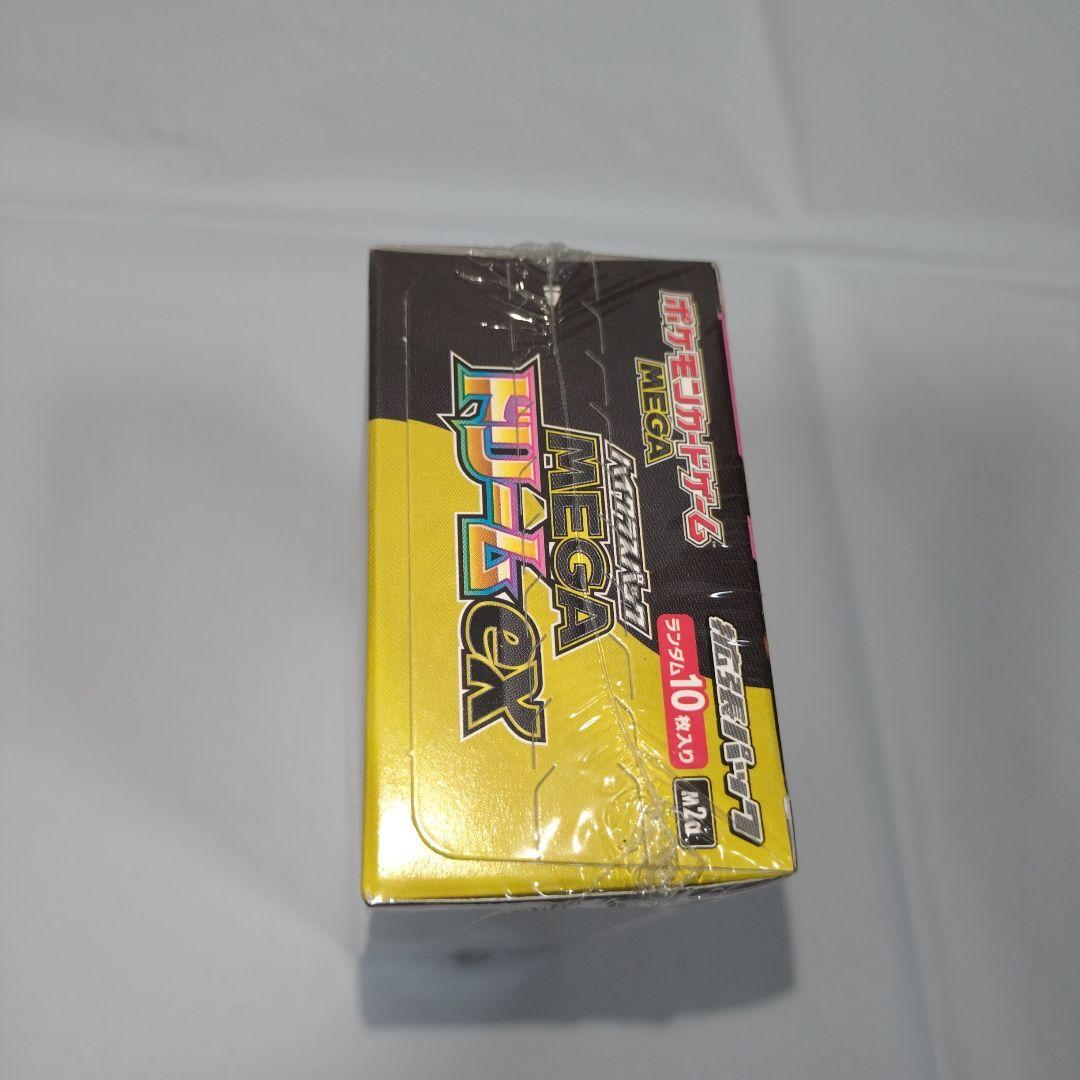 ポケモンカードゲーム
MEGA
拡張パック
ハイクラスパック
MEGA
ドリームex
ランダム10枚入り
M2a